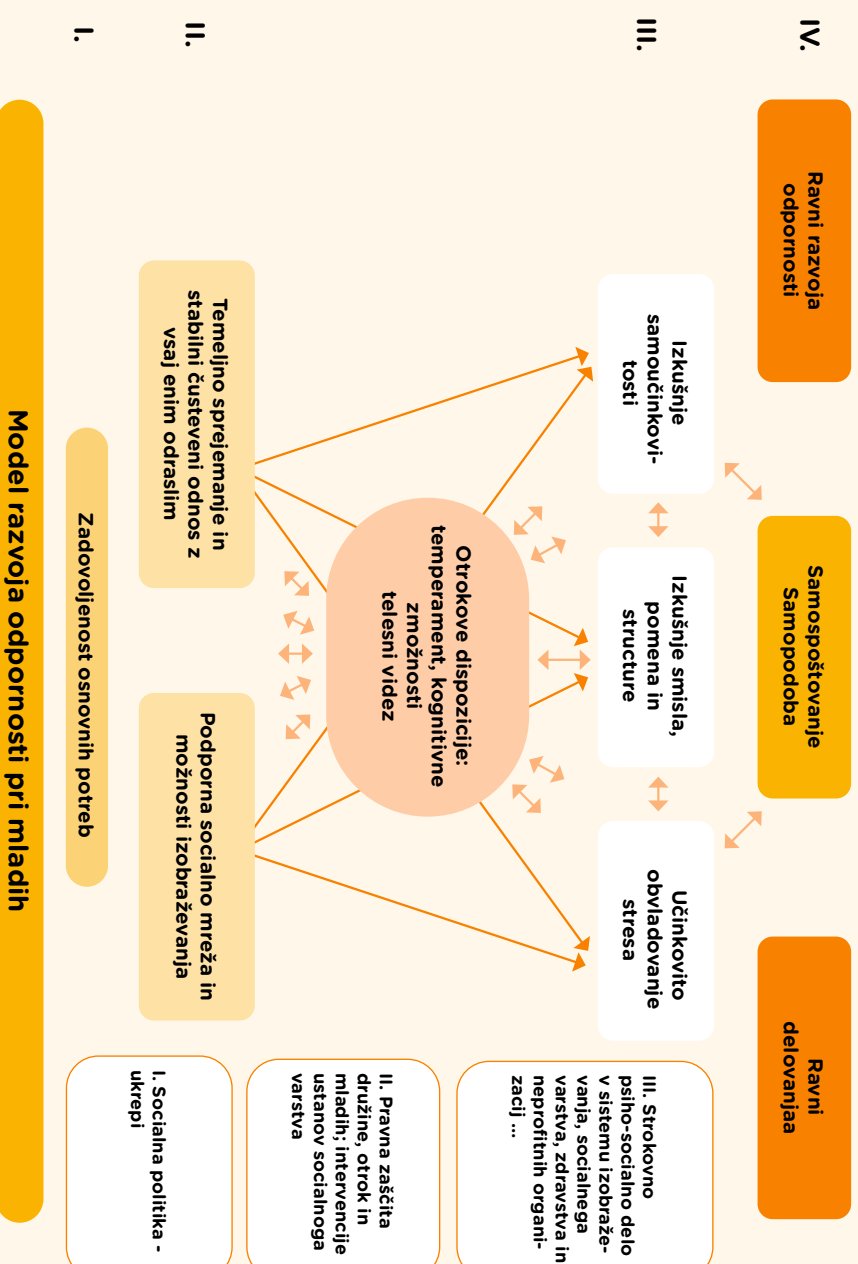 IV.
Ravni razvoja
odpornosti
Samospoštovanje
Samopodoba
Ravni
delovanjaa
III.
Izkušnje
samoučinkovi-
tosti
Izkušnje smisla,
pomena in
structure
Učinkovito
obvladovanje
stresa
III. Strokovno
psiho-socialno delo
v sistemu izobraže-
vanja, socialnega
varstva, zdravstva in
neprofitnih organi-
zacij ...
Otrokove dispozicije:
temperament, kognitivne
zmožnosti
telesni videz
II.
Temeljno sprejemanje in
stabilni čusteveni odnos z
vsaj enim odraslim
Podporna socialno mreža in
možnosti izobraževanja
II. Pravna zaščita
družine, otrok in
mladih; intervencije
ustanov socialnoga
varstva
I.
Zadovoljenost osnovnih potreb
I. Socialna politika -
ukrepi
Model razvoja odpornosti pri mladih